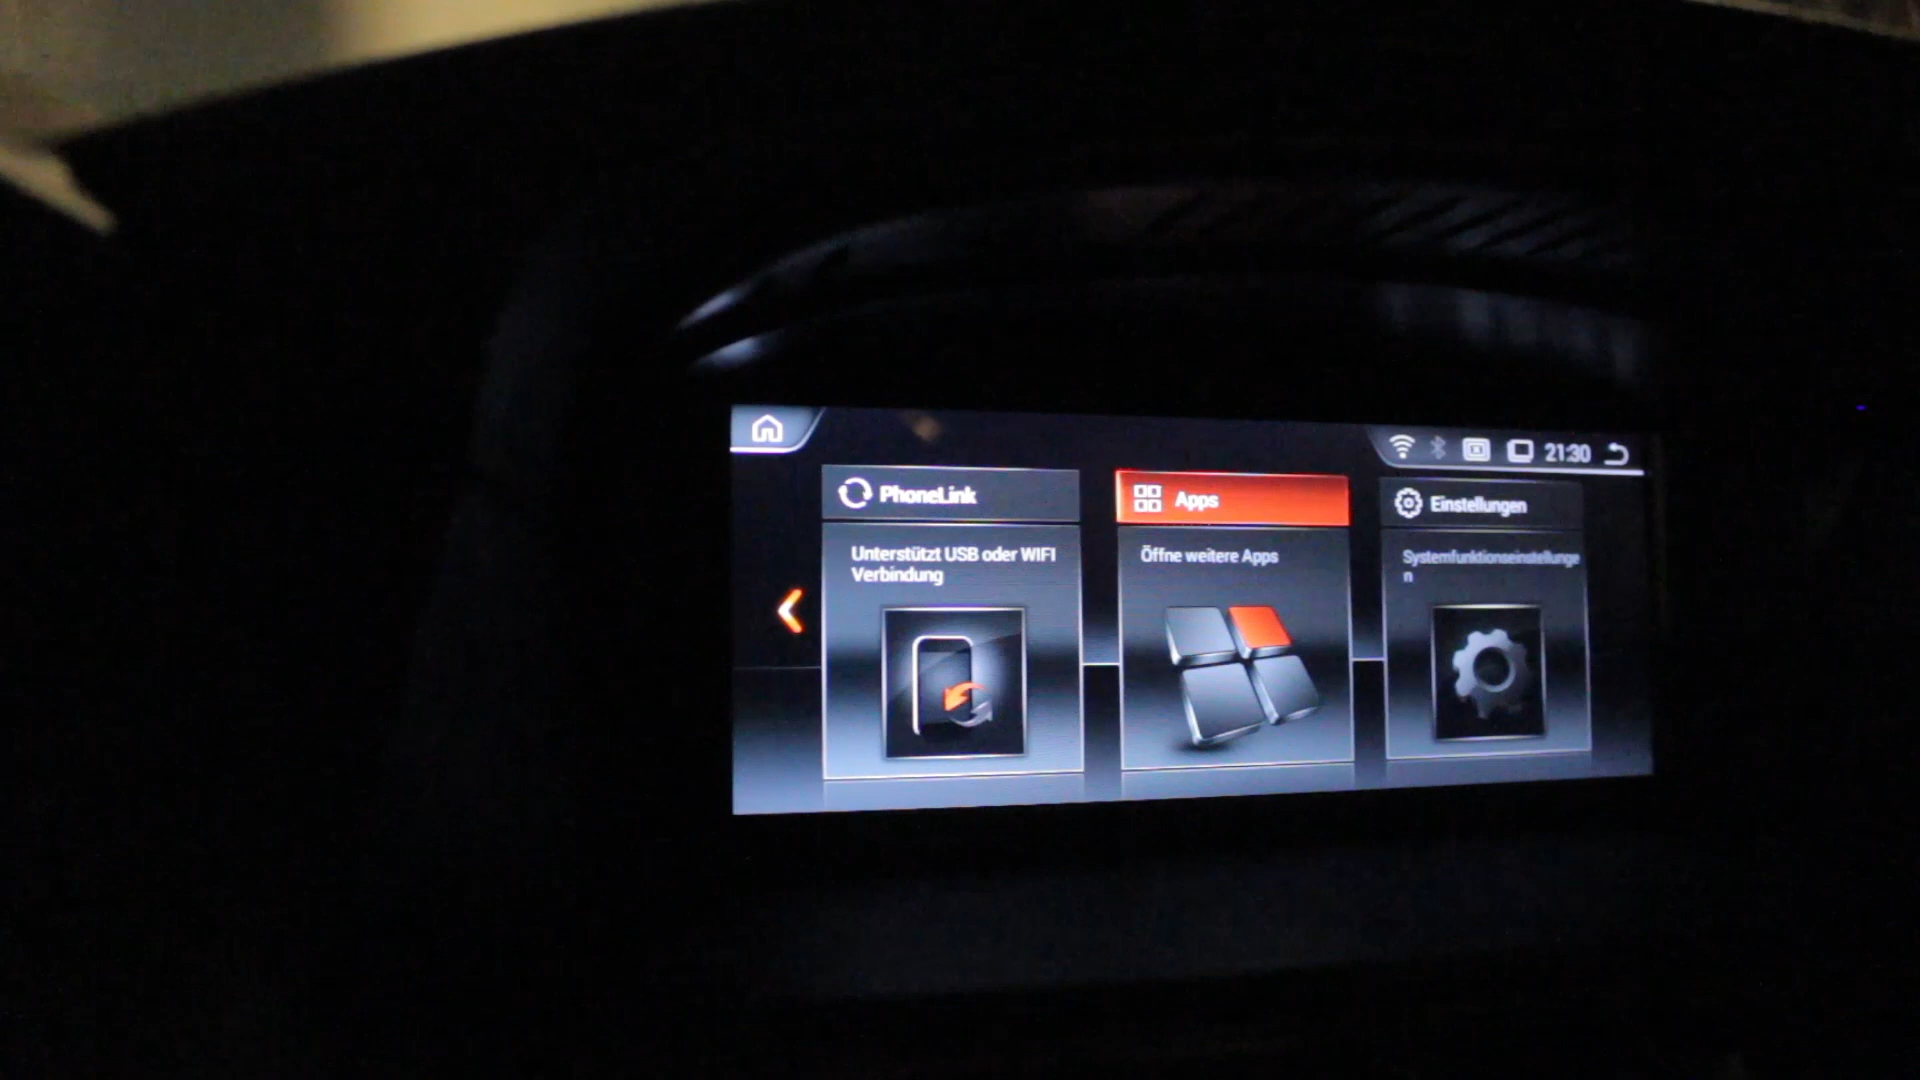 21:30
PhoneLink
Apps
Einstellungen
Unterstützt USB oder WIFI
Verbindung
Öffne weitere Apps
Systemfunktionseinstellunge
n